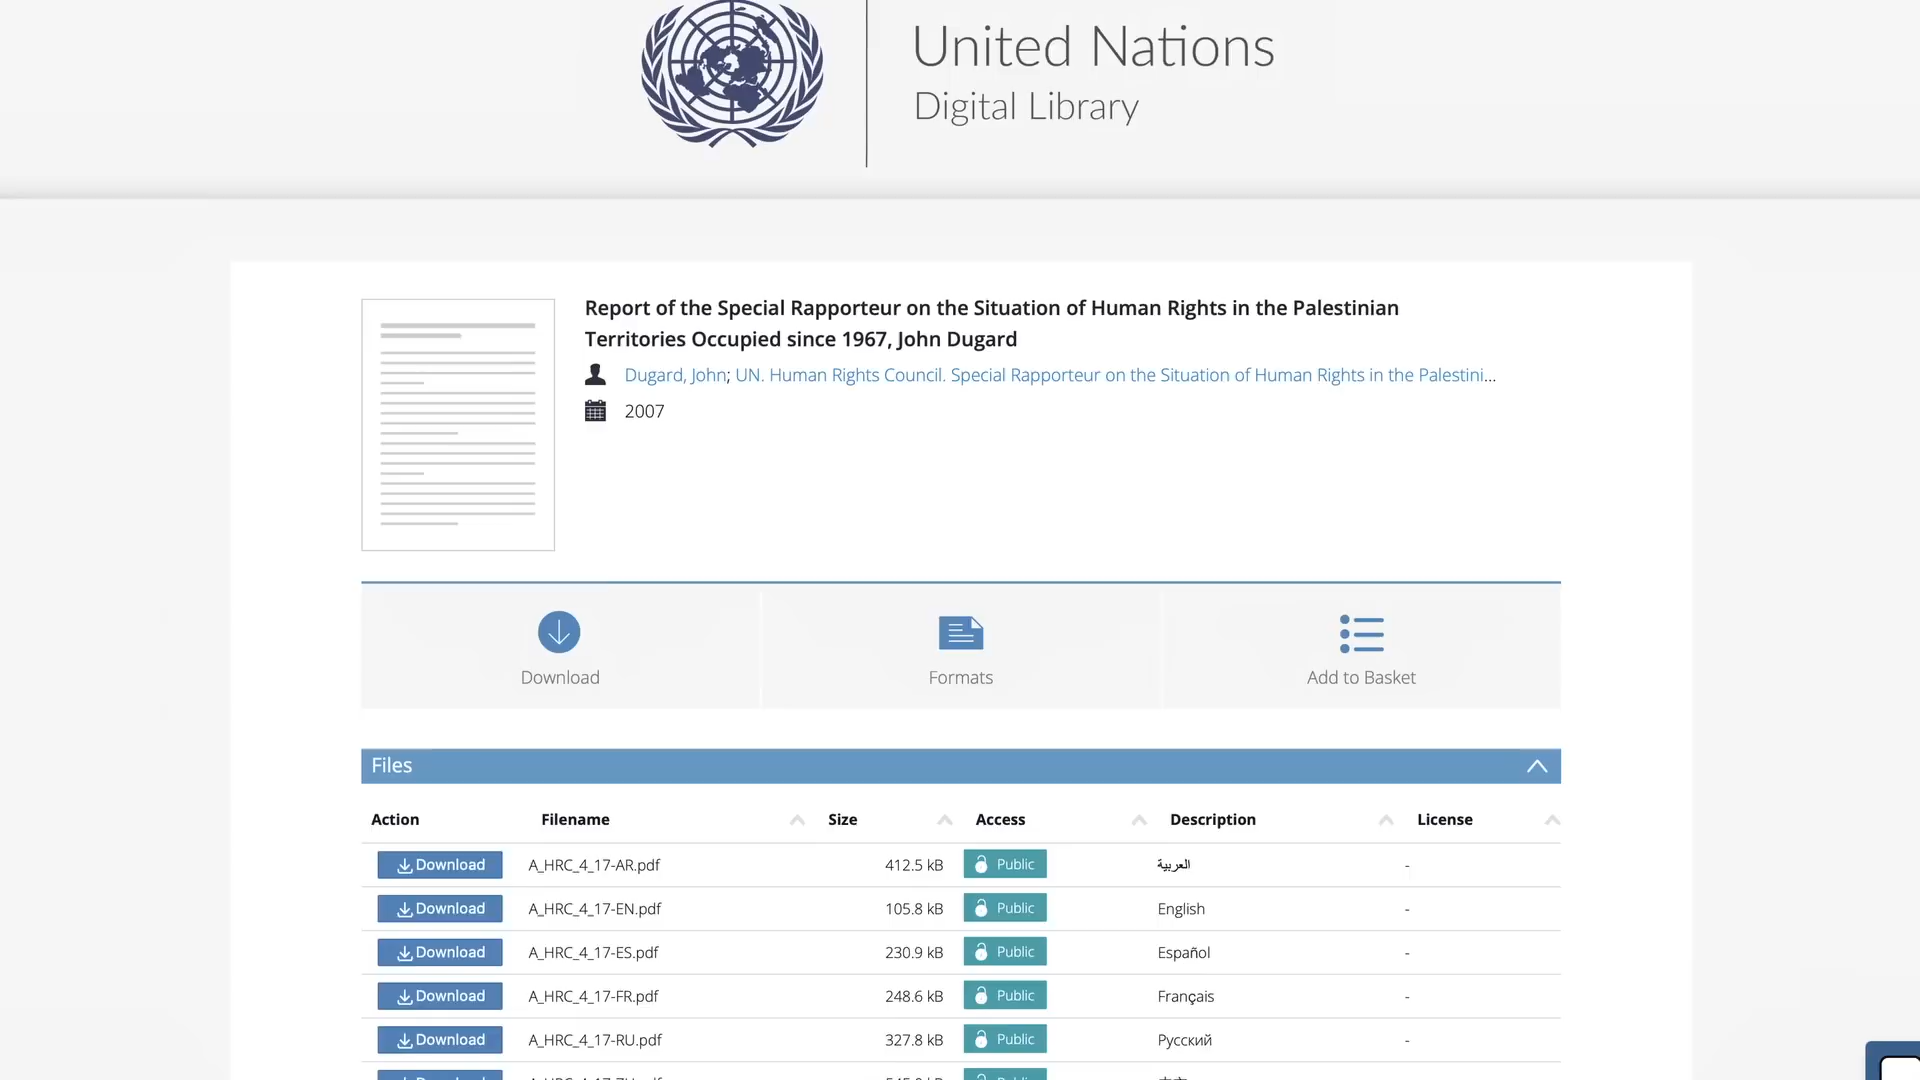 United Nations
Digital Library
Report of the Special Rapporteur on the Situation of Human Rights in the Palestinian
Territories Occupied since 1967, John Dugard
Dugard, John; UN. Human Rights Council. Special Rapporteur on the Situation of Human Rights in the Palestini...
2007
Download Formats Add to Basket
Files
Action Filename Size Access Description License
Download A_HRC_4_17-AR.pdf 412.5 kB Public العربية -
Download A_HRC_4_17-EN.pdf 105.8 kB Public English -
Download A_HRC_4_17-ES.pdf 230.9 kB Public Español -
Download A_HRC_4_17-FR.pdf 248.6 kB Public Français -
Download A_HRC_4_17-RU.pdf 327.8 kB Public Русский -